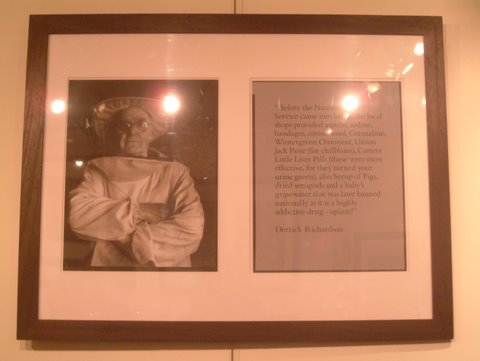 "Before the National
Service came into being, the local
shops provided aspirin, iodine,
bandages, cotton wool, Germaline,
Wintergreen Ointment, Union
Jack Paste (for chilblains), Carters
Little Liver Pills (these were most
effective, for they turned your
urine green), also Syrup of Figs,
dried sennapods and a baby's
gripewater that was later banned
nationally as it is a highly
addictive drug - opium!"
Derrick Richardson